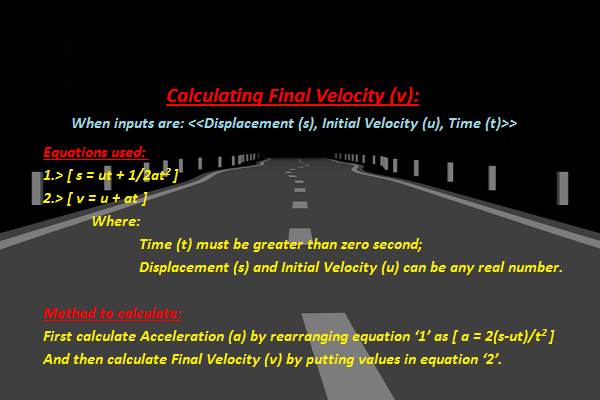 Calculating Final Velocity (v):
When inputs are: <<Displacement (s), Initial Velocity (u), Time (t)>>
Equations used:
1.> [ s = ut + 1/2at² ]
2.> [ v = u + at ]
Where:
Time (t) must be greater than zero second;
Displacement (s) and Initial Velocity (u) can be any real number.
Method to calculate:
First calculate Acceleration (a) by rearranging equation ‘1’ as [ a = 2(s-ut)/t² ]
And then calculate Final Velocity (v) by putting values in equation ‘2’.